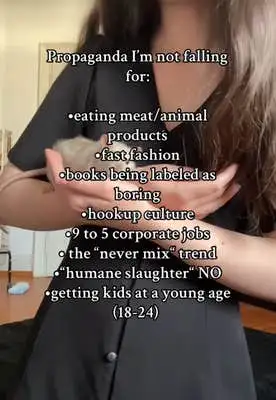 Propaganda I'm not falling
for:
•eating meat/animal
products
•fast fashion
•books being labeled as
boring
•hookup culture
•9 to 5 corporate jobs
• the "never mix" trend
•"humane slaughter" NO
•getting kids at a young age
(18-24)